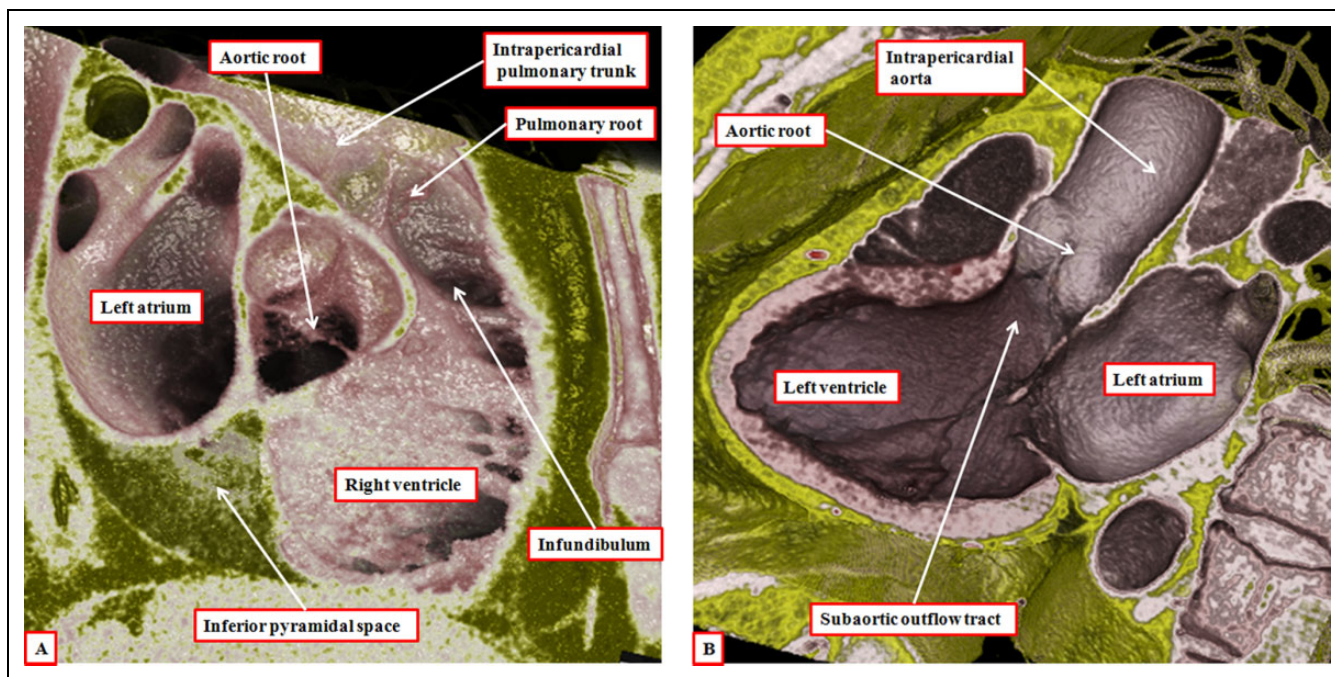 Aortic root
Intrapericardial
pulmonary trunk
Pulmonary root
Left atrium
Right ventricle
Infundibulum
Inferior pyramidal space
A
Intrapericardial
aorta
Aortic root
Left ventricle
Left atrium
Subaortic outflow tract
B